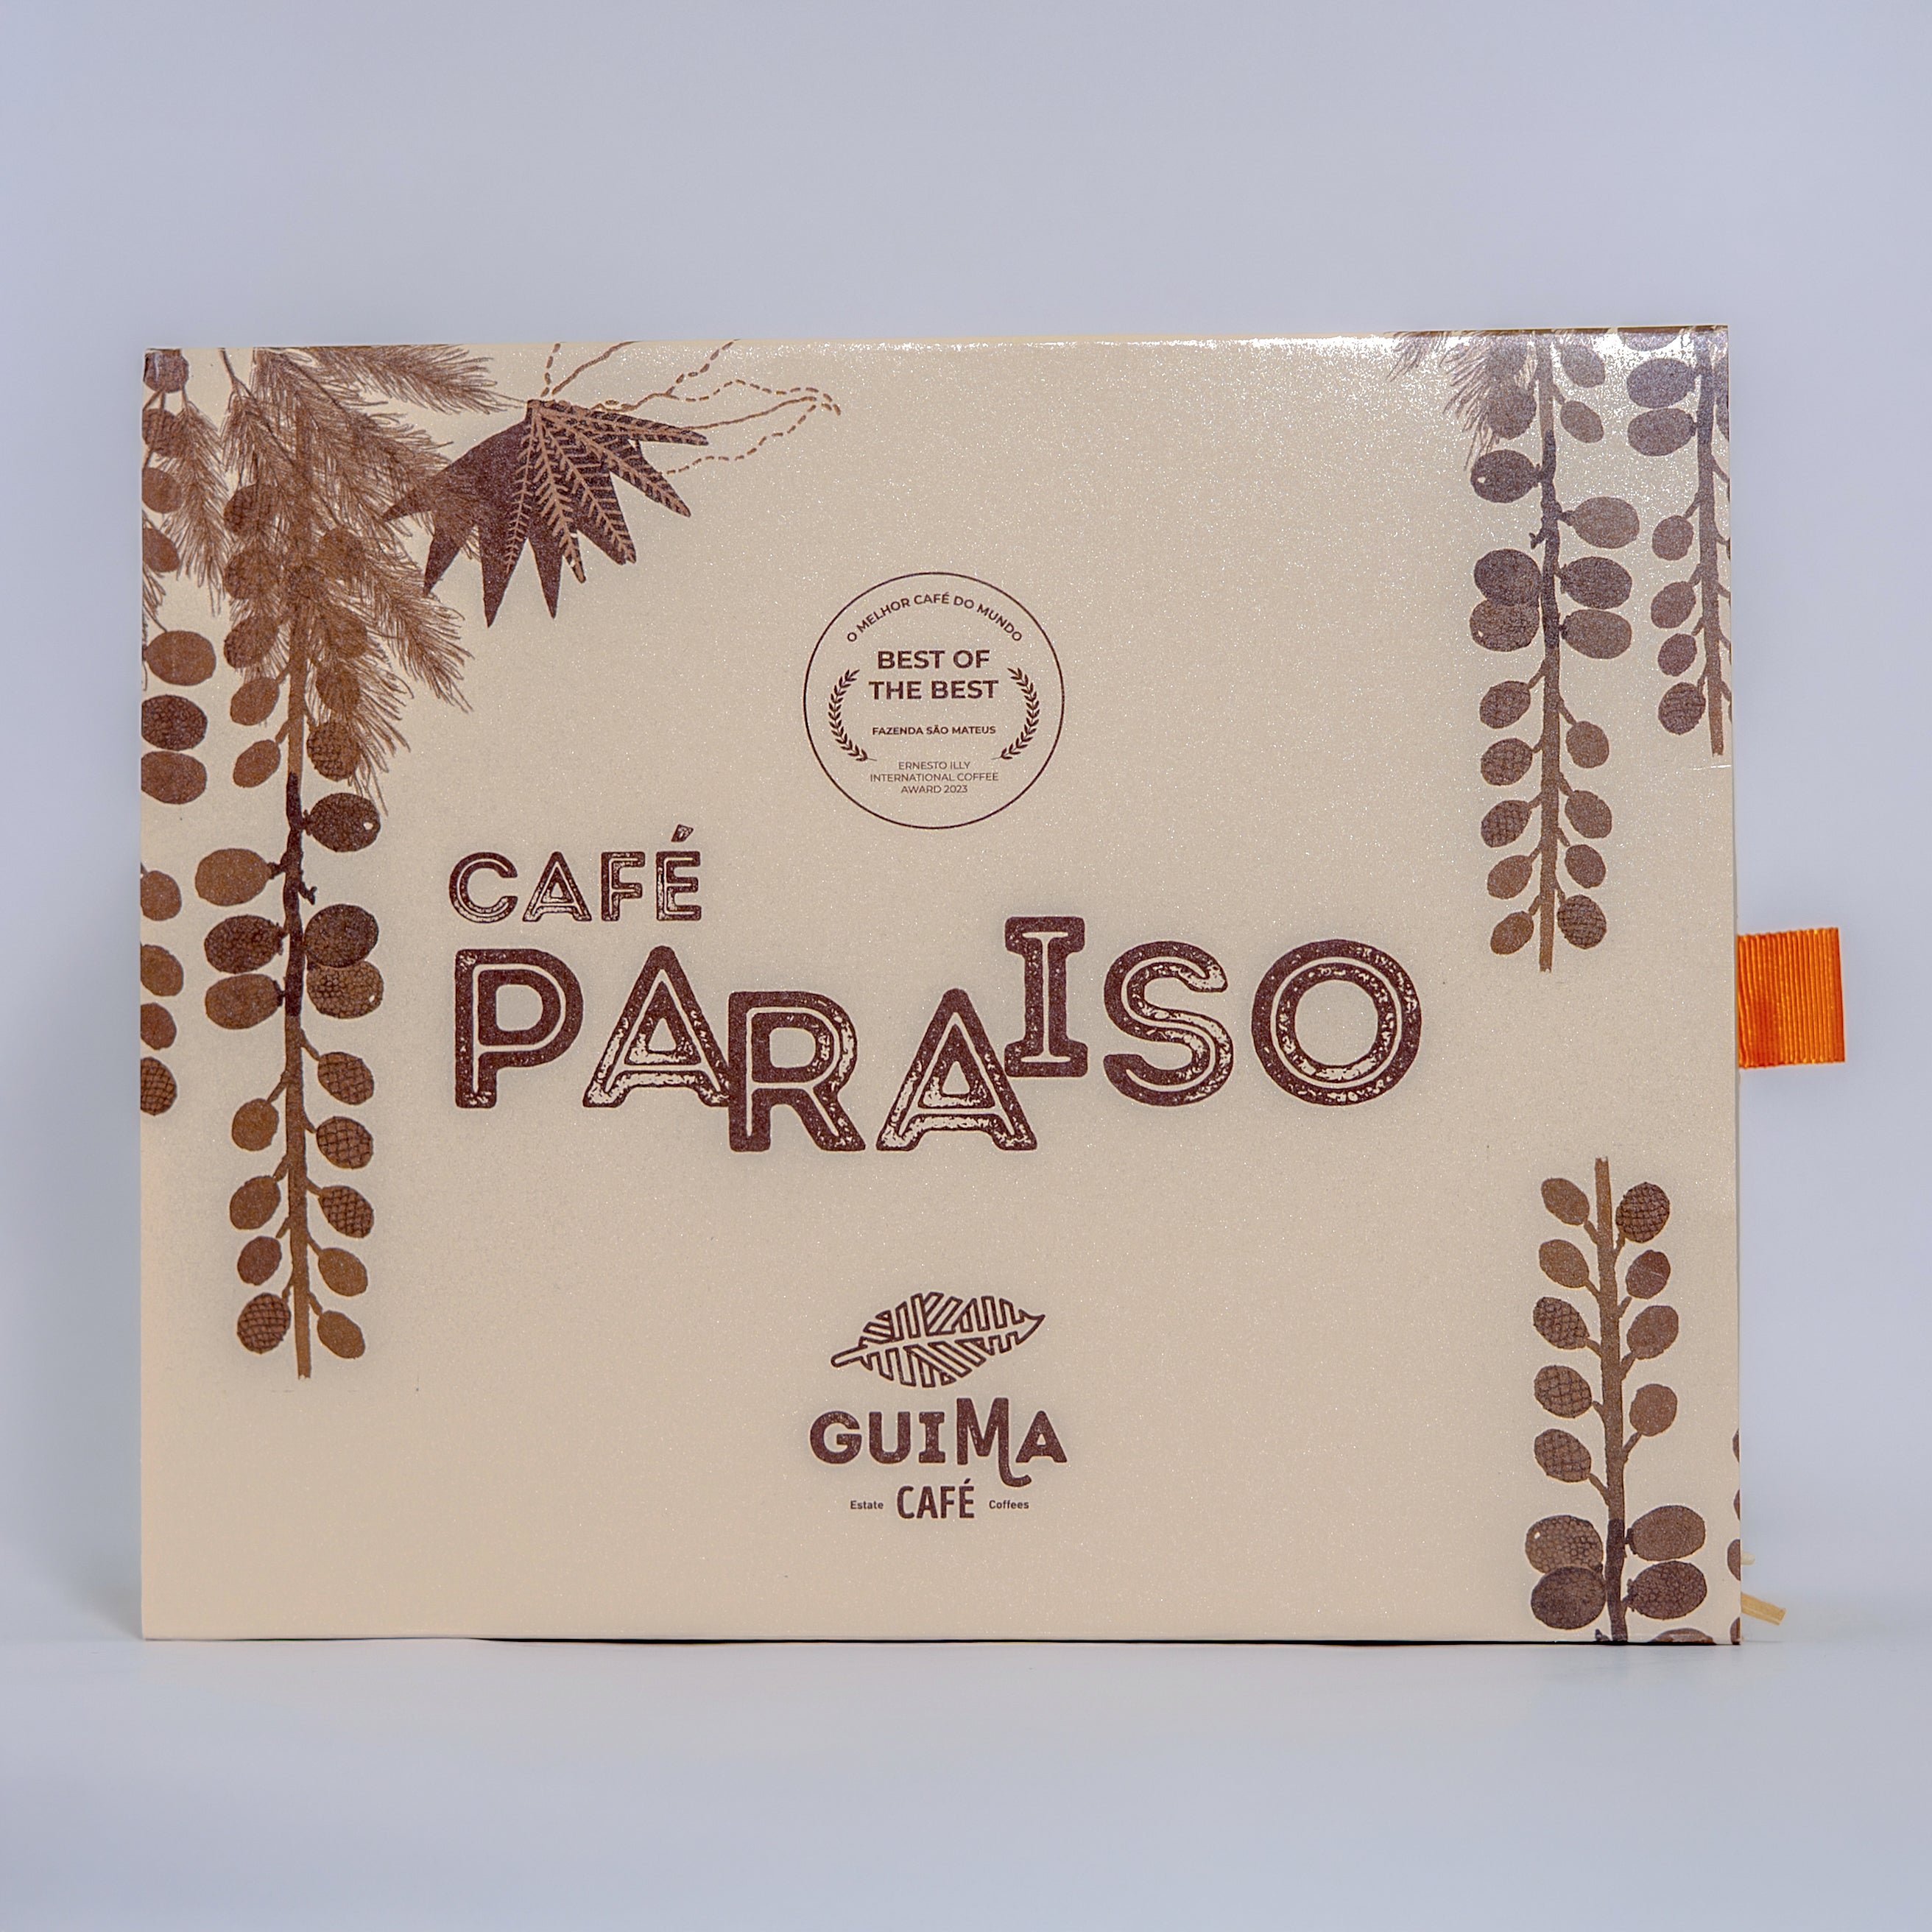 O MELHOR CAFÉ DO MUNDO
BEST OF
THE BEST
FAZENDA SÃO MATEUS
ERNESTO ILLY
INTERNATIONAL COFFEE
AWARD 2023
CAFÉ
PARAISO
GUIMA
Estate CAFÉ Coffees